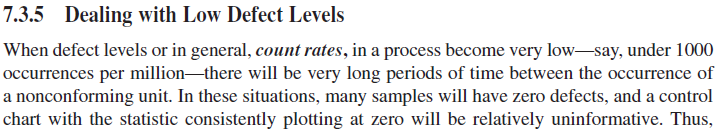 7.3.5 Dealing with Low Defect Levels
When defect levels or in general, count rates, in a process become very low—say, under 1000
occurrences per million—there will be very long periods of time between the occurrence of
a nonconforming unit. In these situations, many samples will have zero defects, and a control
chart with the statistic consistently plotting at zero will be relatively uninformative. Thus,